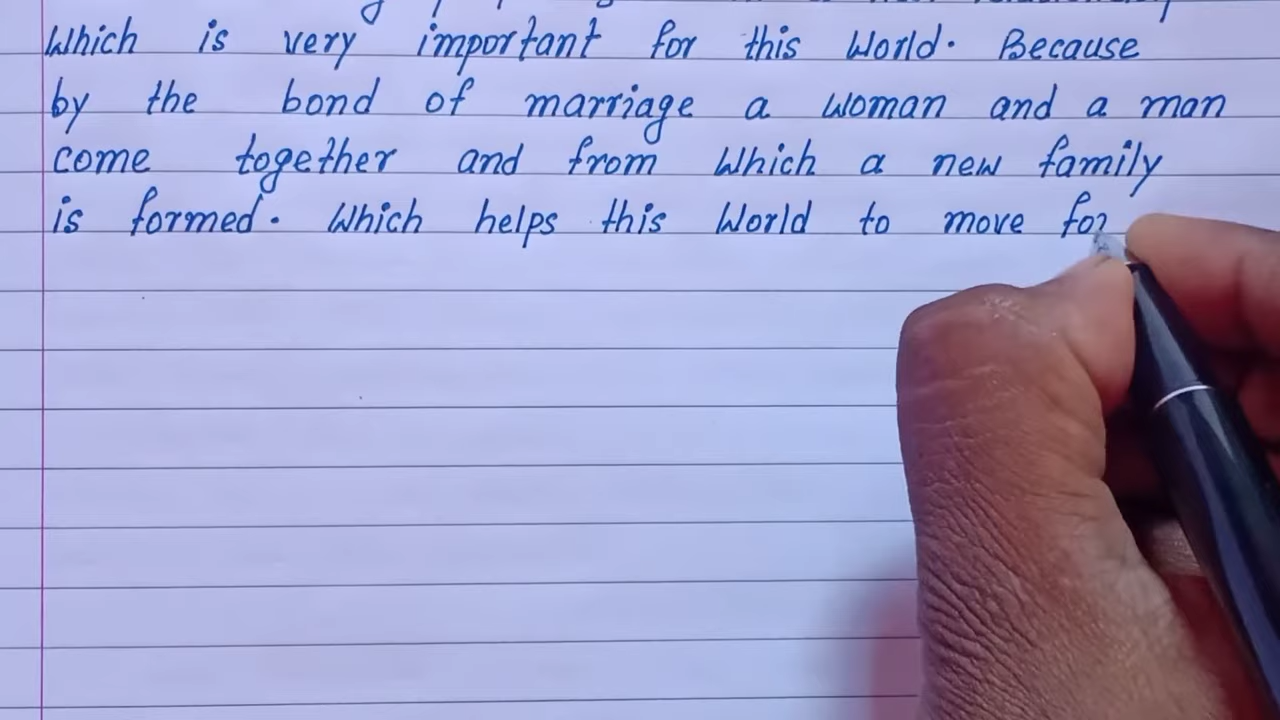 Which is very important for this World. Because
by the bond of marriage a woman and a man
come together and from Which a new family
is formed. Which helps this World to move for